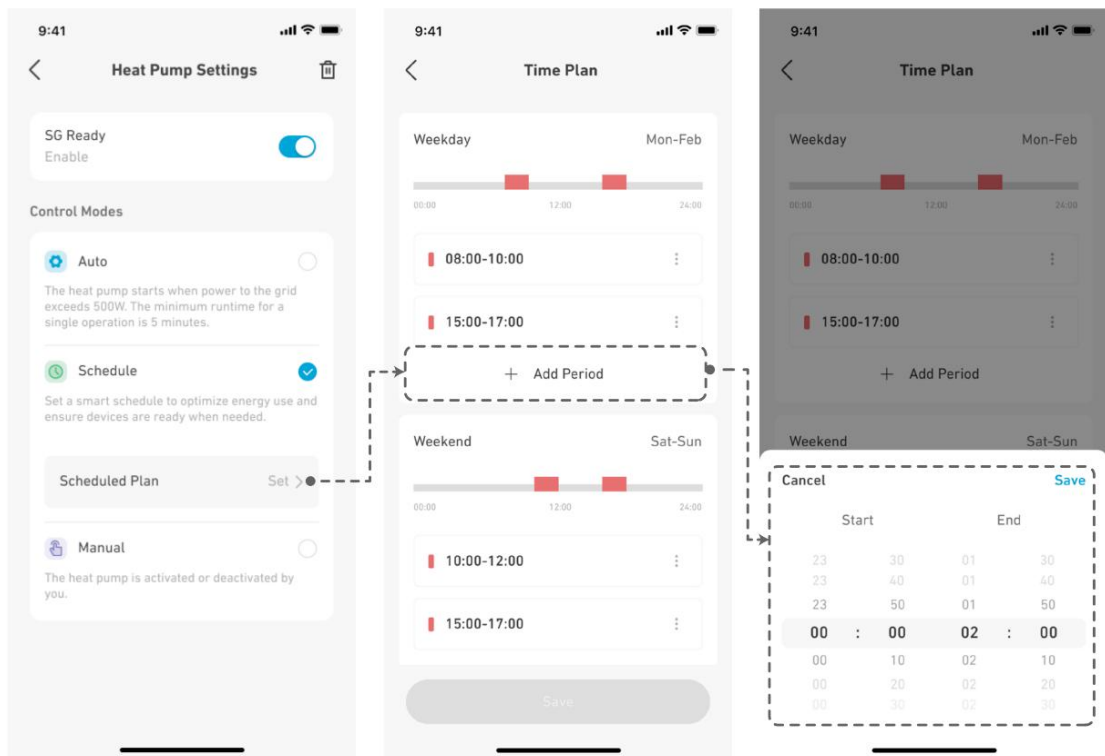 9:41
Heat Pump Settings
SG Ready
Enable
Control Modes
Auto
The heat pump starts when power to the grid
exceeds 500W. The minimum runtime for a
single operation is 5 minutes.
Schedule
Set a smart schedule to optimize energy use and
ensure devices are ready when needed.
Scheduled Plan Set >
Manual
The heat pump is activated or deactivated by
you.
9:41
Time Plan
Weekday Mon-Feb
00:00 12:00 24:00
08:00-10:00
15:00-17:00
+ Add Period
Weekend Sat-Sun
00:00 12:00 24:00
10:00-12:00
15:00-17:00
Save
9:41
Time Plan
Weekday Mon-Feb
00:00 12:00 24:00
08:00-10:00
15:00-17:00
+ Add Period
Weekend Sat-Sun
Cancel Save
Start End
23 30 01 30
23 40 01 40
23 50 01 50
00 : 00 02 : 00
00 10 02 10
00 20 02 20
00 30 02 30